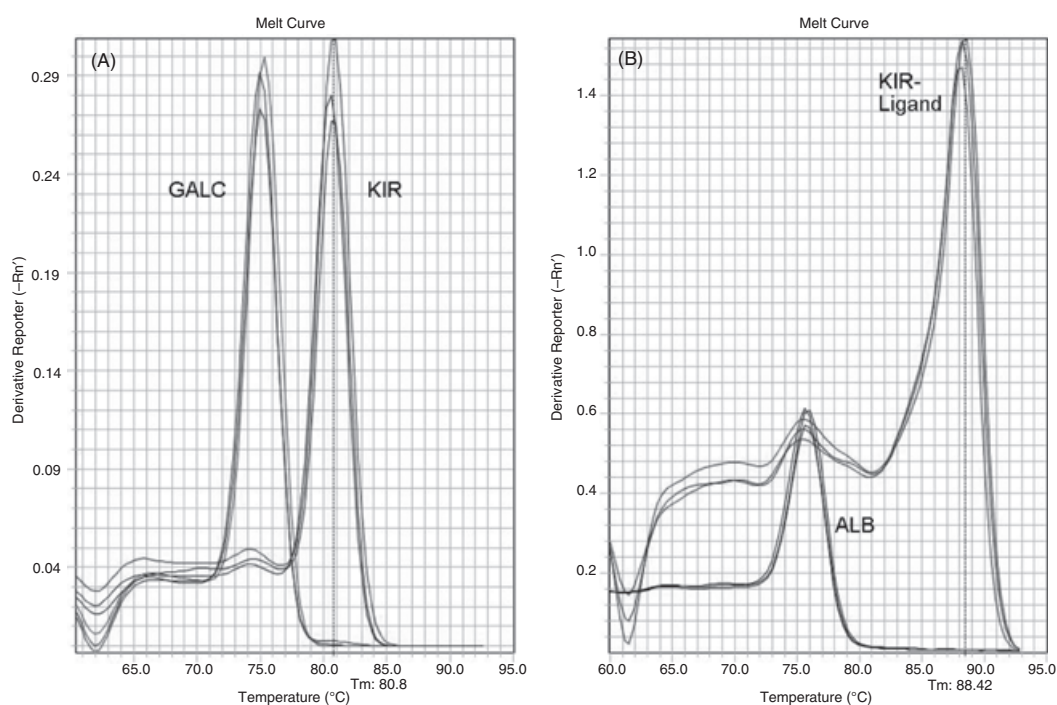 Melt Curve
(A)
0.29
0.24
0.19
0.14
0.09
0.04
Derivative Reporter (–Rn′)
GALC
KIR
65.0 70.0 75.0 80.0 85.0 90.0 95.0
Tm: 80.8
Temperature (°C)
Melt Curve
(B)
1.4
1.2
1.0
0.8
0.6
0.4
0.2
Derivative Reporter (–Rn′)
KIR-
Ligand
ALB
60.0 65.0 70.0 75.0 80.0 85.0 90.0 95.0
Tm: 88.42
Temperature (°C)